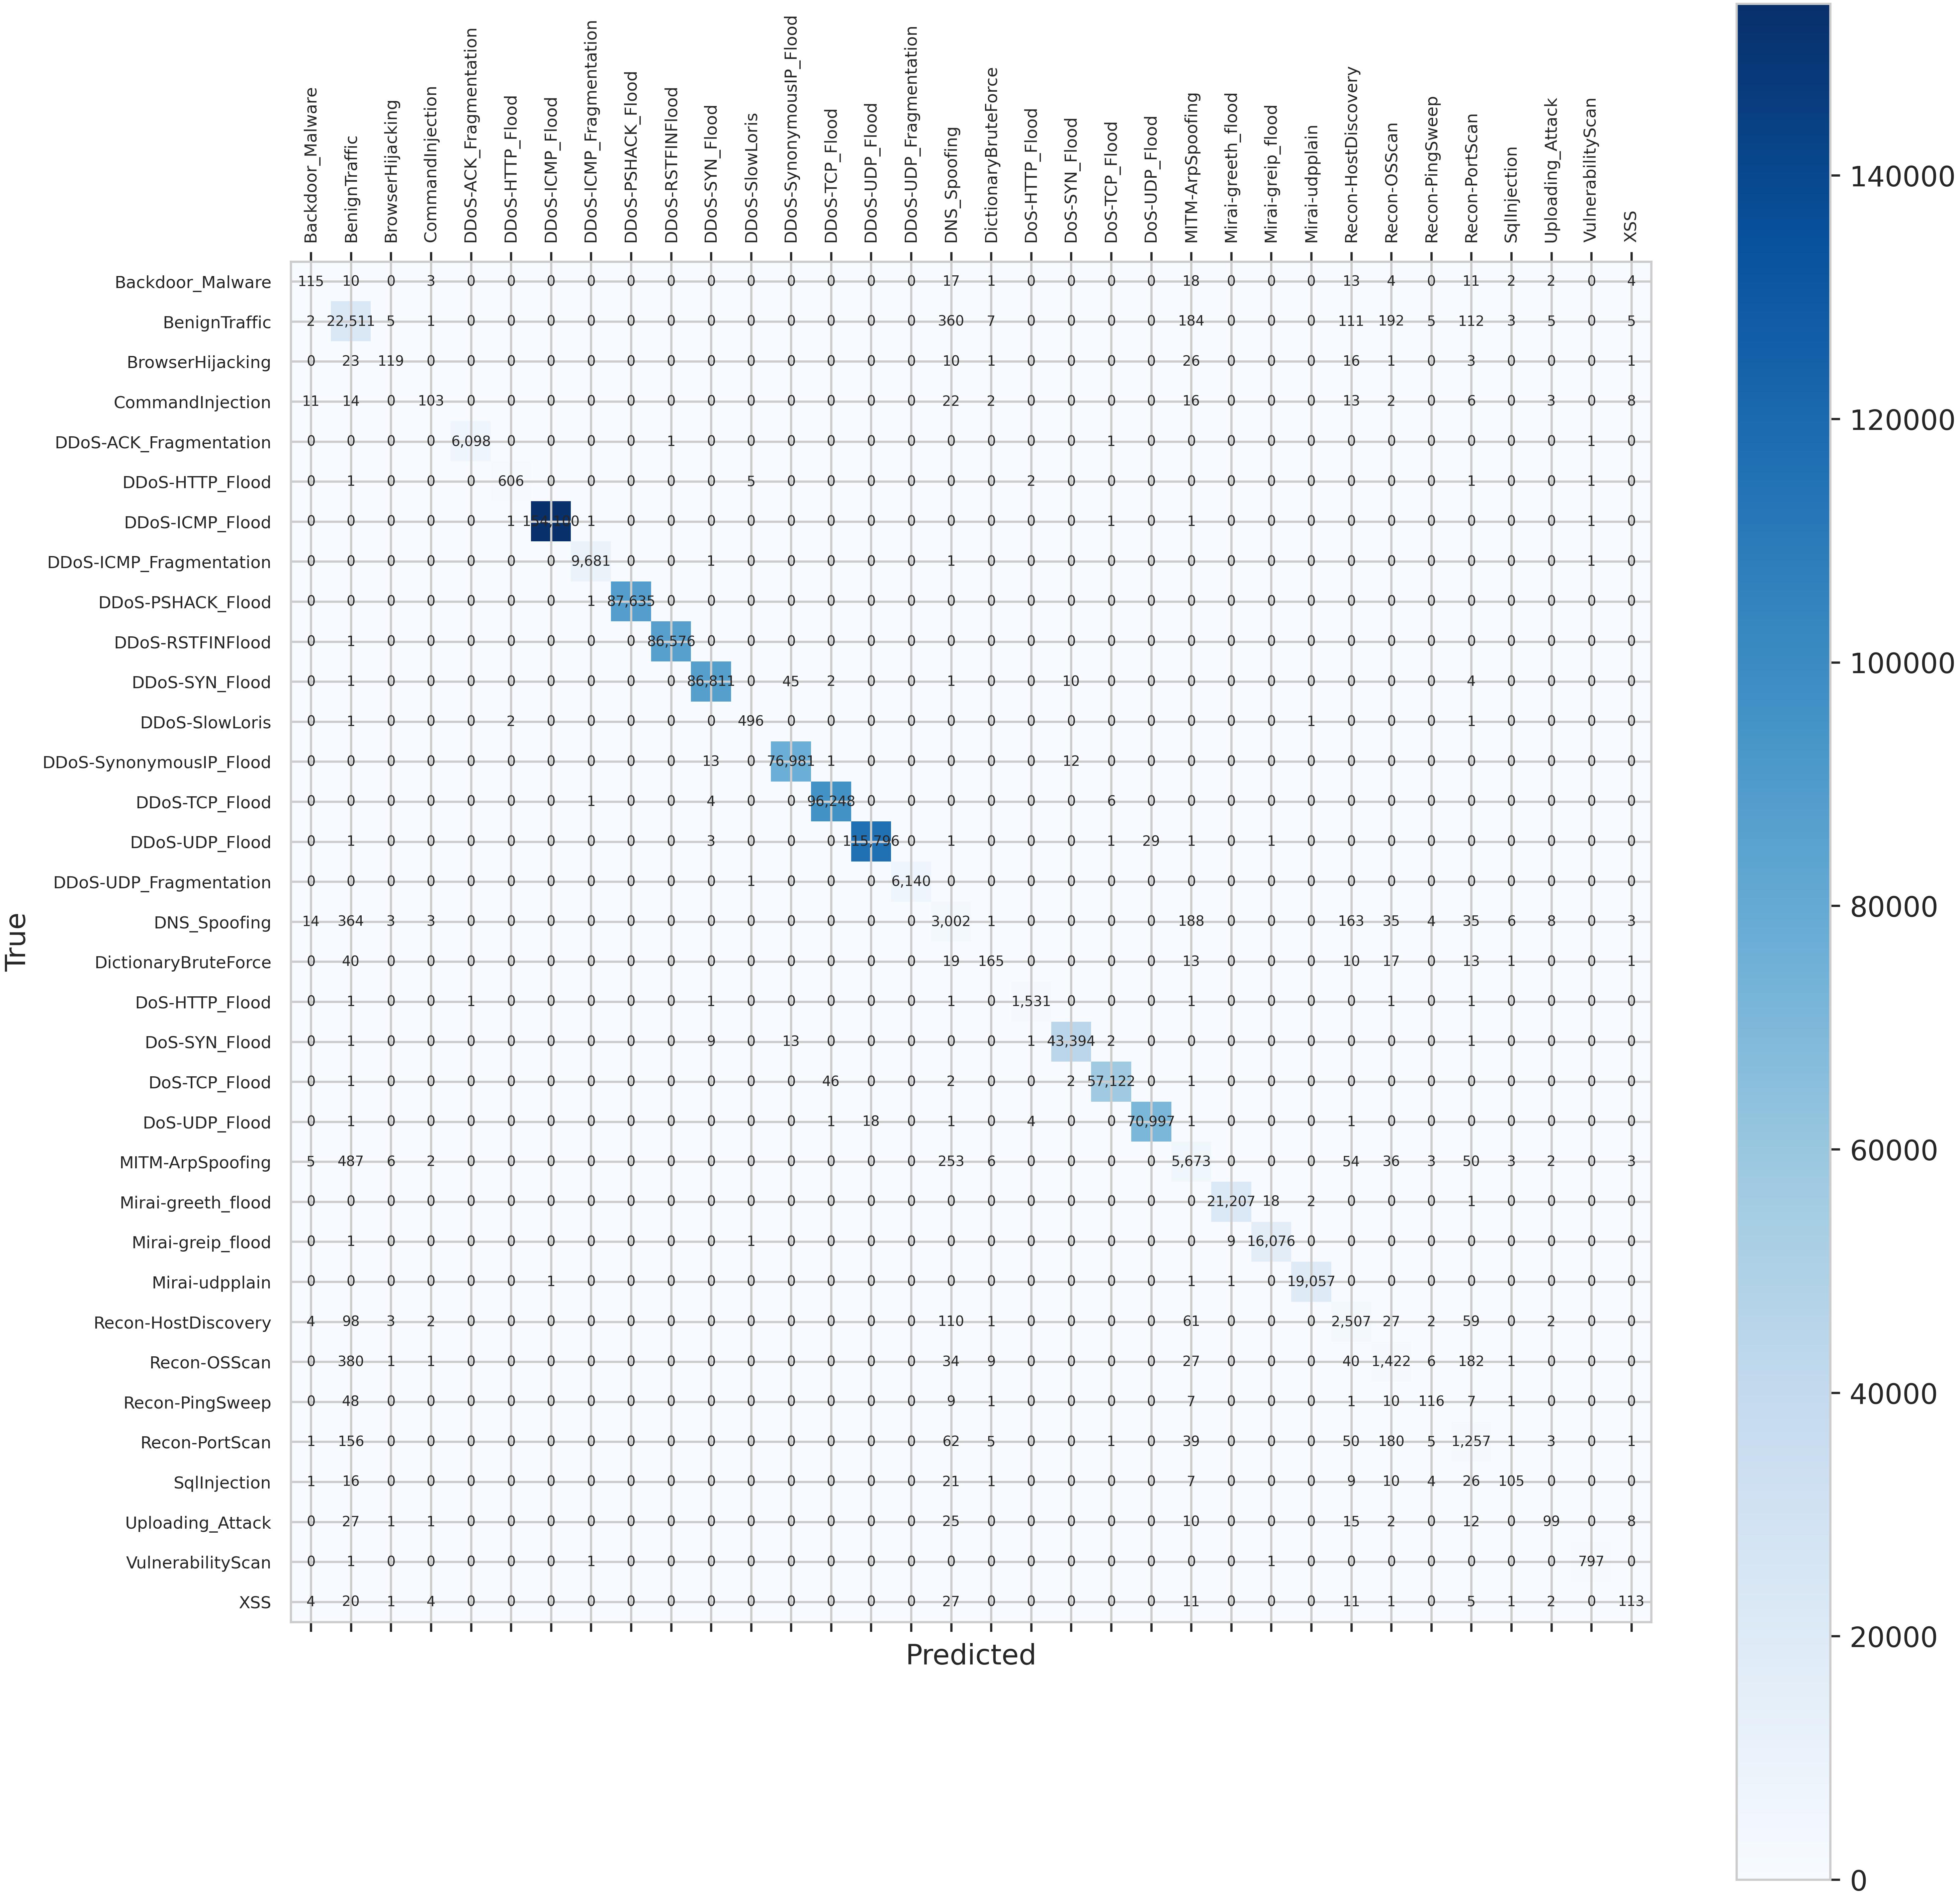 Backdoor_Malware BenignTraffic BrowserHijacking CommandInjection DDoS-ACK_Fragmentation DDoS-HTTP_Flood DDoS-ICMP_Flood DDoS-ICMP_Fragmentation DDoS-PSHACK_Flood DDoS-RSTFINFlood DDoS-SYN_Flood DDoS-SlowLoris DDoS-SynonymousIP_Flood DDoS-TCP_Flood DDoS-UDP_Flood DDoS-UDP_Fragmentation DNS_Spoofing DictionaryBruteForce DoS-HTTP_Flood DoS-SYN_Flood DoS-TCP_Flood DoS-UDP_Flood MITM-ArpSpoofing Mirai-greeth_flood Mirai-greip_flood Mirai-udpplain Recon-HostDiscovery Recon-OSScan Recon-PingSweep Recon-PortScan SqlInjection Uploading_Attack VulnerabilityScan XSS
Backdoor_Malware 115 10 0 3 0 0 0 0 0 0 0 0 0 0 0 0 17 1 0 0 0 0 18 0 0 0 13 4 0 11 2 2 0 4
BenignTraffic 2 22,511 5 1 0 0 0 0 0 0 0 0 0 0 0 0 360 7 0 0 0 0 184 0 0 0 111 192 5 112 3 5 0 5
BrowserHijacking 0 23 119 0 0 0 0 0 0 0 0 0 0 0 0 0 10 1 0 0 0 0 26 0 0 0 16 1 0 3 0 0 0 1
CommandInjection 11 14 0 103 0 0 0 0 0 0 0 0 0 0 0 0 22 2 0 0 0 0 16 0 0 0 13 2 0 6 0 3 0 8
DDoS-ACK_Fragmentation 0 0 0 0 6,098 0 0 0 0 1 0 0 0 0 0 0 0 0 0 0 1 0 0 0 0 0 0 0 0 0 0 0 1 0
DDoS-HTTP_Flood 0 1 0 0 0 606 0 0 0 0 0 5 0 0 0 0 0 0 2 0 0 0 0 0 0 0 0 0 0 1 0 0 1 0
DDoS-ICMP_Flood 0 0 0 0 0 1 1 0 0 0 0 0 0 0 0 0 0 0 0 1 0 1 0 0 0 0 0 0 0 0 0 1 0
DDoS-ICMP_Fragmentation 0 0 0 0 0 0 0 9,681 0 0 1 0 0 0 0 0 1 0 0 0 0 0 0 0 0 0 0 0 0 0 0 0 1 0
DDoS-PSHACK_Flood 0 0 0 0 0 0 0 1 87,635 0 0 0 0 0 0 0 0 0 0 0 0 0 0 0 0 0 0 0 0 0 0 0 0 0
DDoS-RSTFINFlood 0 1 0 0 0 0 0 0 0 86,576 0 0 0 0 0 0 0 0 0 0 0 0 0 0 0 0 0 0 0 0 0 0 0 0
DDoS-SYN_Flood 0 1 0 0 0 0 0 0 0 0 86,811 0 45 2 0 0 1 0 0 10 0 0 0 0 0 0 0 0 0 4 0 0 0 0
DDoS-SlowLoris 0 1 0 0 0 2 0 0 0 0 0 496 0 0 0 0 0 0 0 0 0 0 0 0 0 1 0 0 0 1 0 0 0 0
DDoS-SynonymousIP_Flood 0 0 0 0 0 0 0 0 0 0 13 0 76,981 1 0 0 0 0 0 12 0 0 0 0 0 0 0 0 0 0 0 0 0 0
DDoS-TCP_Flood 0 0 0 0 0 0 0 1 0 0 4 0 0 96,248 0 0 0 0 0 0 6 0 0 0 0 0 0 0 0 0 0 0 0 0
DDoS-UDP_Flood 0 1 0 0 0 0 0 0 0 0 3 0 0 0 115,796 0 1 0 0 0 1 29 1 0 1 0 0 0 0 0 0 0 0 0
DDoS-UDP_Fragmentation 0 0 0 0 0 0 0 0 0 0 0 1 0 0 0 6,140 0 0 0 0 0 0 0 0 0 0 0 0 0 0 0 0 0 0
DNS_Spoofing 14 364 3 3 0 0 0 0 0 0 0 0 0 0 0 0 3,002 1 0 0 0 0 188 0 0 0 163 35 4 35 6 8 0 3
DictionaryBruteForce 0 40 0 0 0 0 0 0 0 0 0 0 0 0 0 0 19 165 0 0 0 0 13 0 0 0 10 17 0 13 1 0 0 1
DoS-HTTP_Flood 0 1 0 0 1 0 0 0 0 0 1 0 0 0 0 0 1 0 1,531 0 0 0 1 0 0 0 0 1 0 1 0 0 0 0
DoS-SYN_Flood 0 1 0 0 0 0 0 0 0 0 9 0 13 0 0 0 0 0 1 43,394 2 0 0 0 0 0 0 0 0 1 0 0 0 0
DoS-TCP_Flood 0 1 0 0 0 0 0 0 0 0 0 0 0 46 0 0 2 0 0 2 57,122 0 1 0 0 0 0 0 0 0 0 0 0 0
DoS-UDP_Flood 0 1 0 0 0 0 0 0 0 0 0 0 0 1 18 0 1 0 4 0 0 70,997 1 0 0 0 1 0 0 0 0 0 0 0
MITM-ArpSpoofing 5 487 6 2 0 0 0 0 0 0 0 0 0 0 0 0 253 6 0 0 0 0 5,673 0 0 0 54 36 3 50 3 2 0 3
Mirai-greeth_flood 0 0 0 0 0 0 0 0 0 0 0 0 0 0 0 0 0 0 0 0 0 0 0 21,207 18 2 0 0 0 1 0 0 0 0
Mirai-greip_flood 0 1 0 0 0 0 0 0 0 0 0 1 0 0 0 0 0 0 0 0 0 0 0 9 16,076 0 0 0 0 0 0 0 0 0
Mirai-udpplain 0 0 0 0 0 0 1 0 0 0 0 0 0 0 0 0 0 0 0 0 0 0 1 1 0 19,057 0 0 0 0 0 0 0 0
Recon-HostDiscovery 4 98 3 2 0 0 0 0 0 0 0 0 0 0 0 0 110 1 0 0 0 0 61 0 0 0 2,507 27 2 59 0 2 0 0
Recon-OSScan 0 380 1 1 0 0 0 0 0 0 0 0 0 0 0 0 34 9 0 0 0 0 27 0 0 0 40 1,422 6 182 1 0 0 0
Recon-PingSweep 0 48 0 0 0 0 0 0 0 0 0 0 0 0 0 0 9 1 0 0 0 0 7 0 0 0 1 10 116 7 1 0 0 0
Recon-PortScan 1 156 0 0 0 0 0 0 0 0 0 0 0 0 0 0 62 5 0 0 1 0 39 0 0 0 50 180 5 1,257 1 3 0 1
SqlInjection 1 16 0 0 0 0 0 0 0 0 0 0 0 0 0 0 21 1 0 0 0 0 7 0 0 0 9 10 4 26 105 0 0 0
Uploading_Attack 0 27 1 1 0 0 0 0 0 0 0 0 0 0 0 0 25 0 0 0 0 0 10 0 0 0 15 2 0 12 0 99 0 8
VulnerabilityScan 0 1 0 0 0 0 0 1 0 0 0 0 0 0 0 0 0 0 0 0 0 0 0 0 1 0 0 0 0 0 0 0 797 0
XSS 4 20 1 4 0 0 0 0 0 0 0 0 0 0 0 0 27 0 0 0 0 0 11 0 0 0 11 1 0 5 1 2 0 113
True
Predicted
140000
120000
100000
80000
60000
40000
20000
0